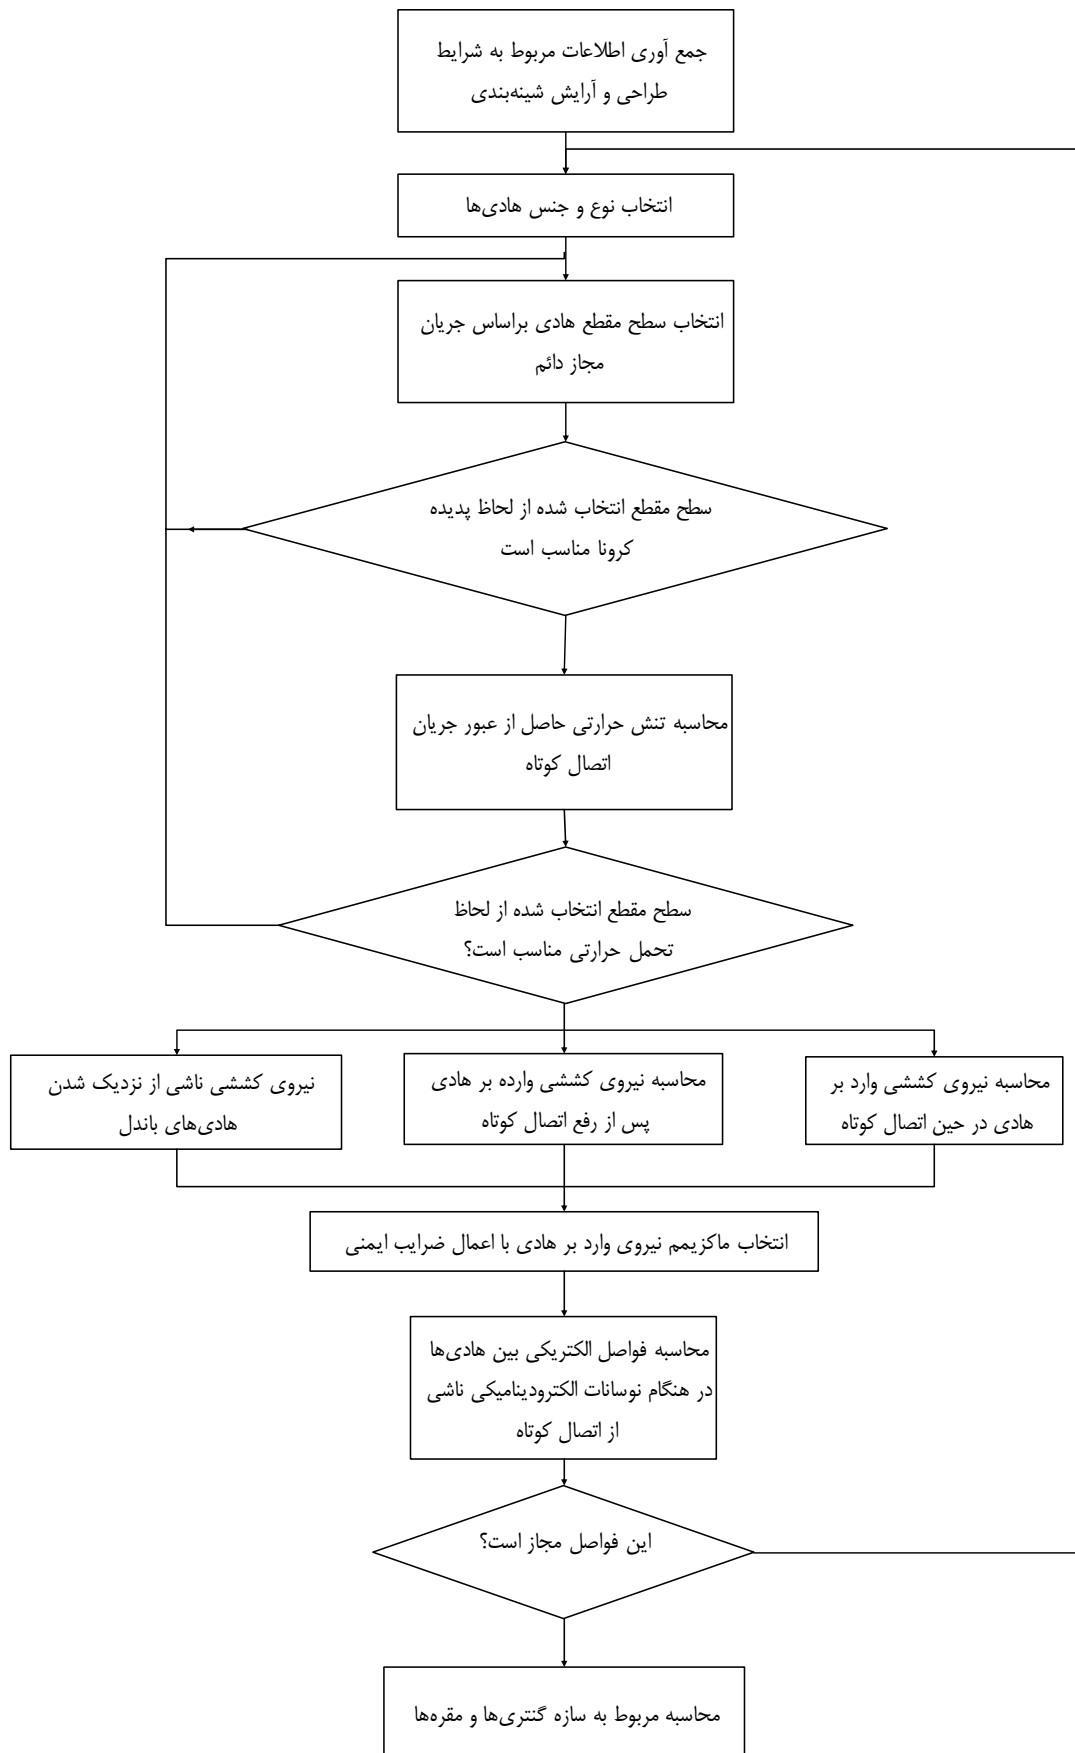 جمع آوری اطلاعات مربوط به شرایط
طراحی و آرایش شینه‌بندی
انتخاب نوع و جنس هادی‌ها
انتخاب سطح مقطع هادی براساس جریان
مجاز دائم
سطح مقطع انتخاب شده از لحاظ پدیده
کرونا مناسب است
محاسبه تنش حرارتی حاصل از عبور جریان
اتصال کوتاه
سطح مقطع انتخاب شده از لحاظ
تحمل حرارتی مناسب است؟
محاسبه نیروی کششی وارد بر
هادی در حین اتصال کوتاه
محاسبه نیروی کششی وارده بر هادی
پس از رفع اتصال کوتاه
نیروی کششی ناشی از نزدیک شدن
هادی‌های باندل
انتخاب ماکزیمم نیروی وارد بر هادی با اعمال ضرایب ایمنی
محاسبه فواصل الکتریکی بین هادی‌ها
در هنگام نوسانات الکترودینامیکی ناشی
از اتصال کوتاه
این فواصل مجاز است؟
محاسبه مربوط به سازه گنتری‌ها و مقره‌ها